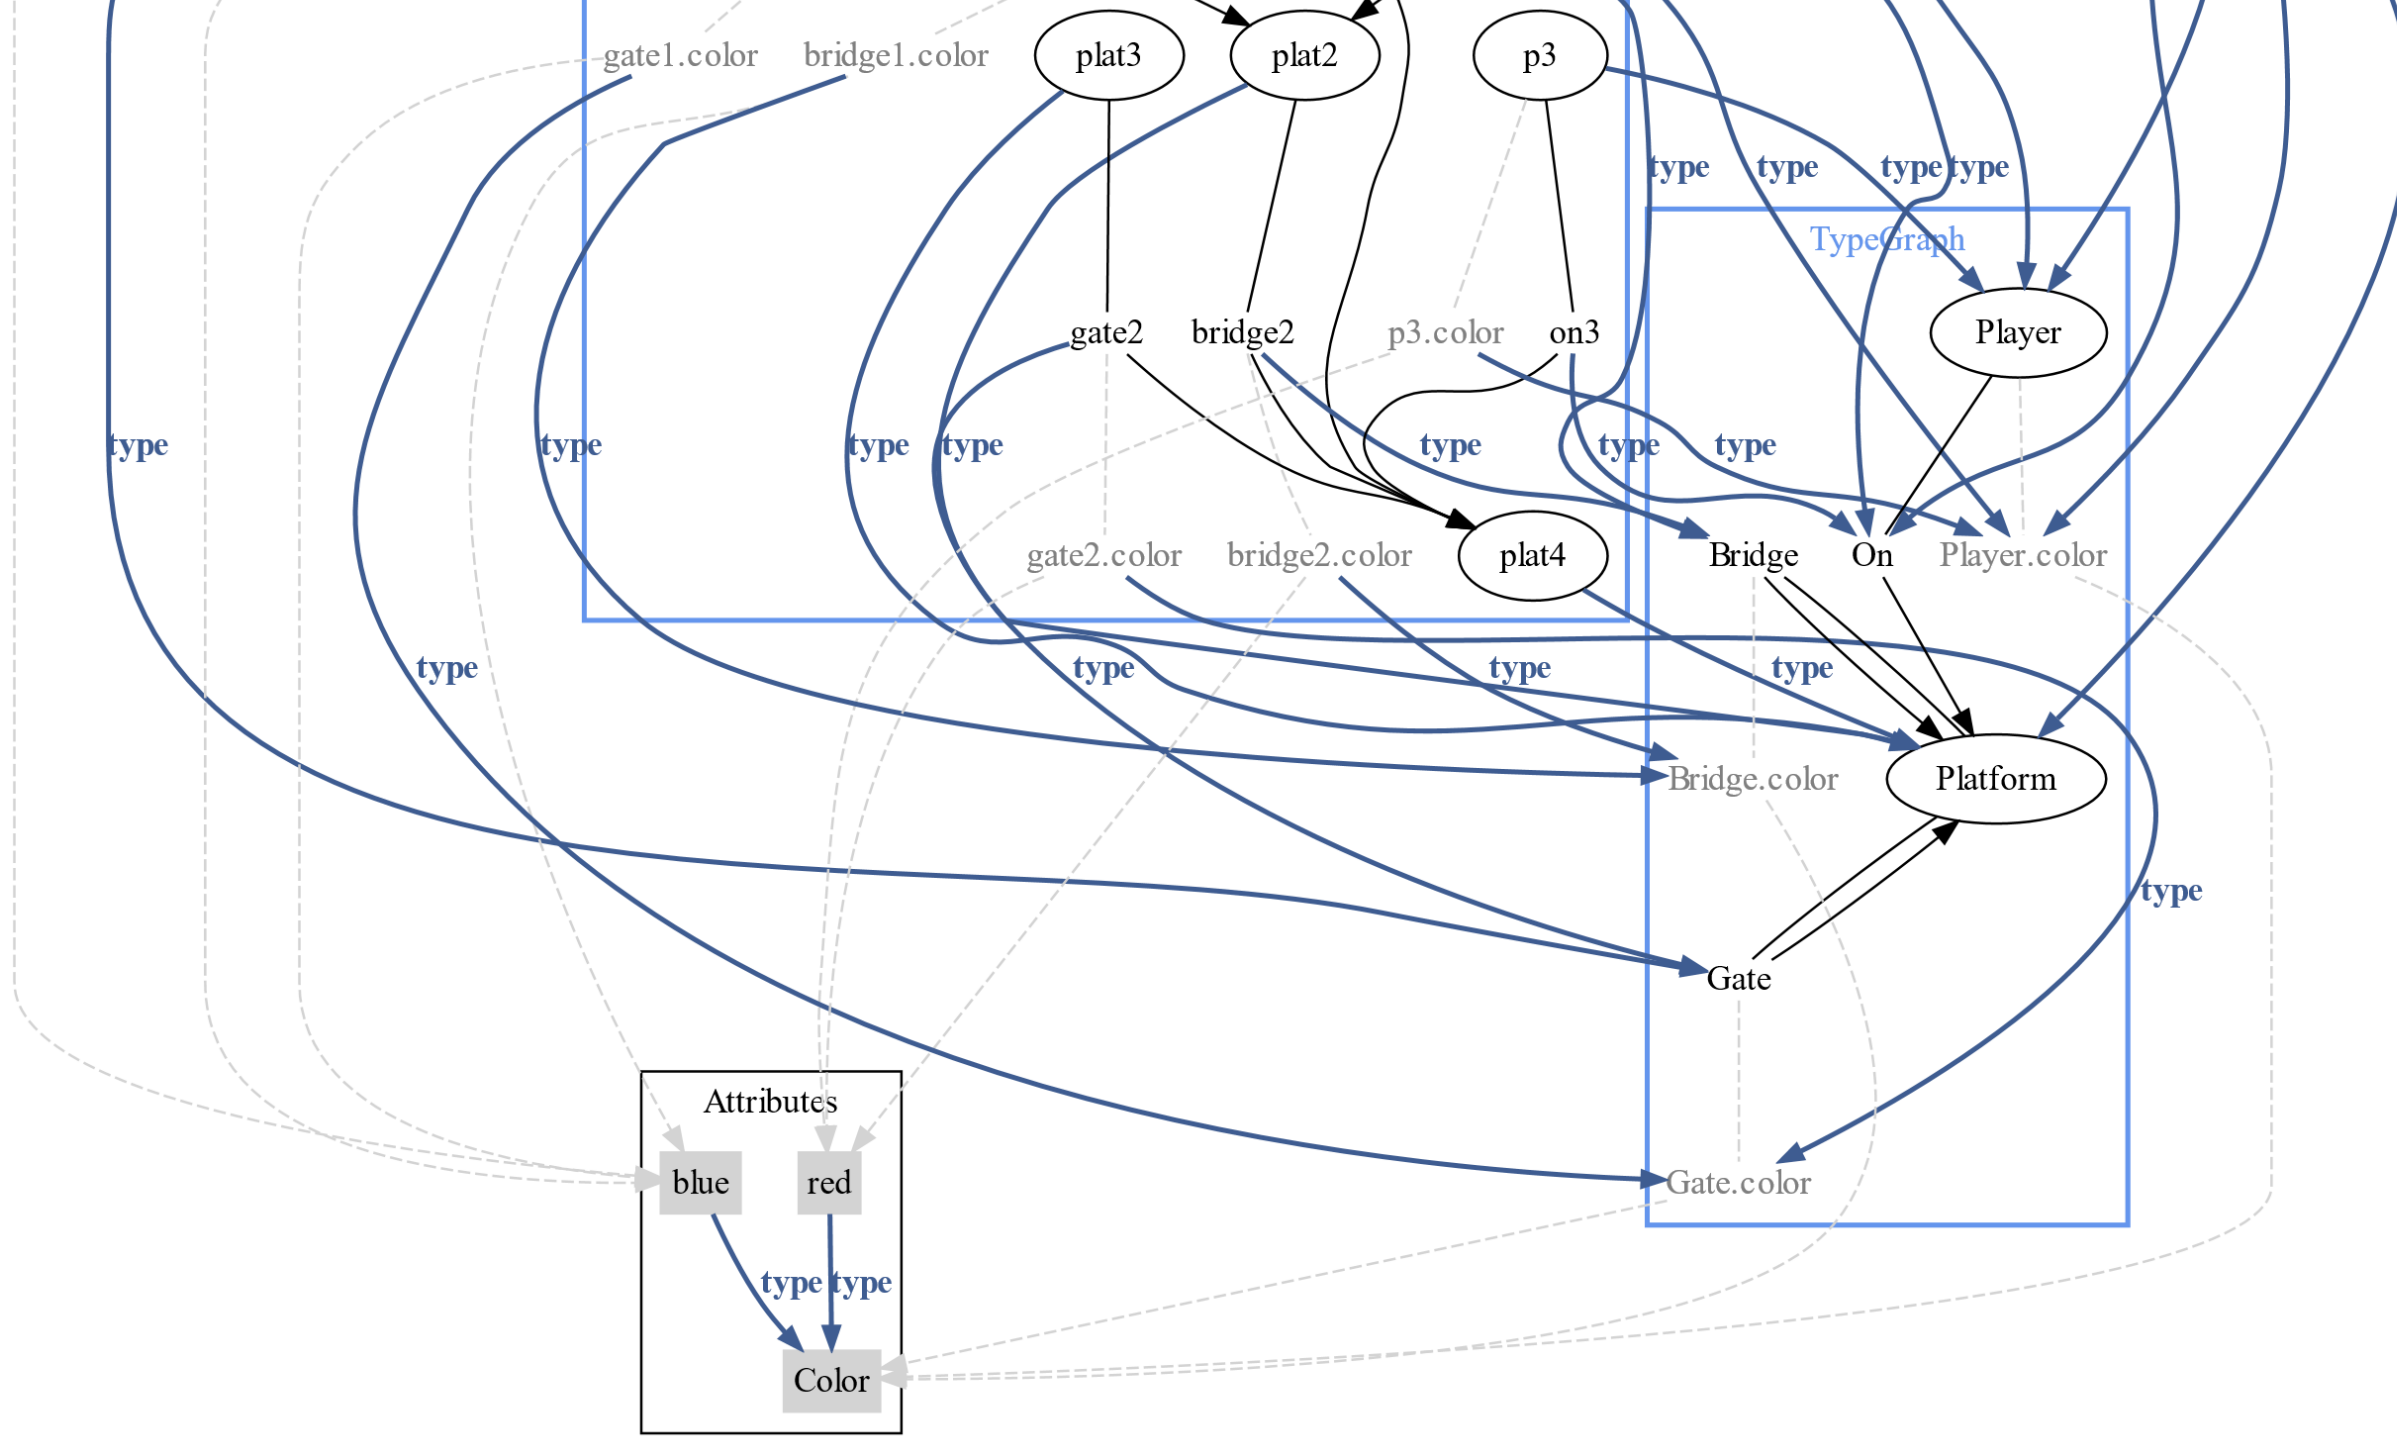 gate1.color bridge1.color plat3 plat2 p3
type type type type
TypeGraph
gate2 bridge2 p3.color on3 Player
type type type type type type type
gate2.color bridge2.color plat4 Bridge On Player.color
type type type type
Bridge.color Platform
type
Gate
Attributes
blue red Gate.color
type type
Color